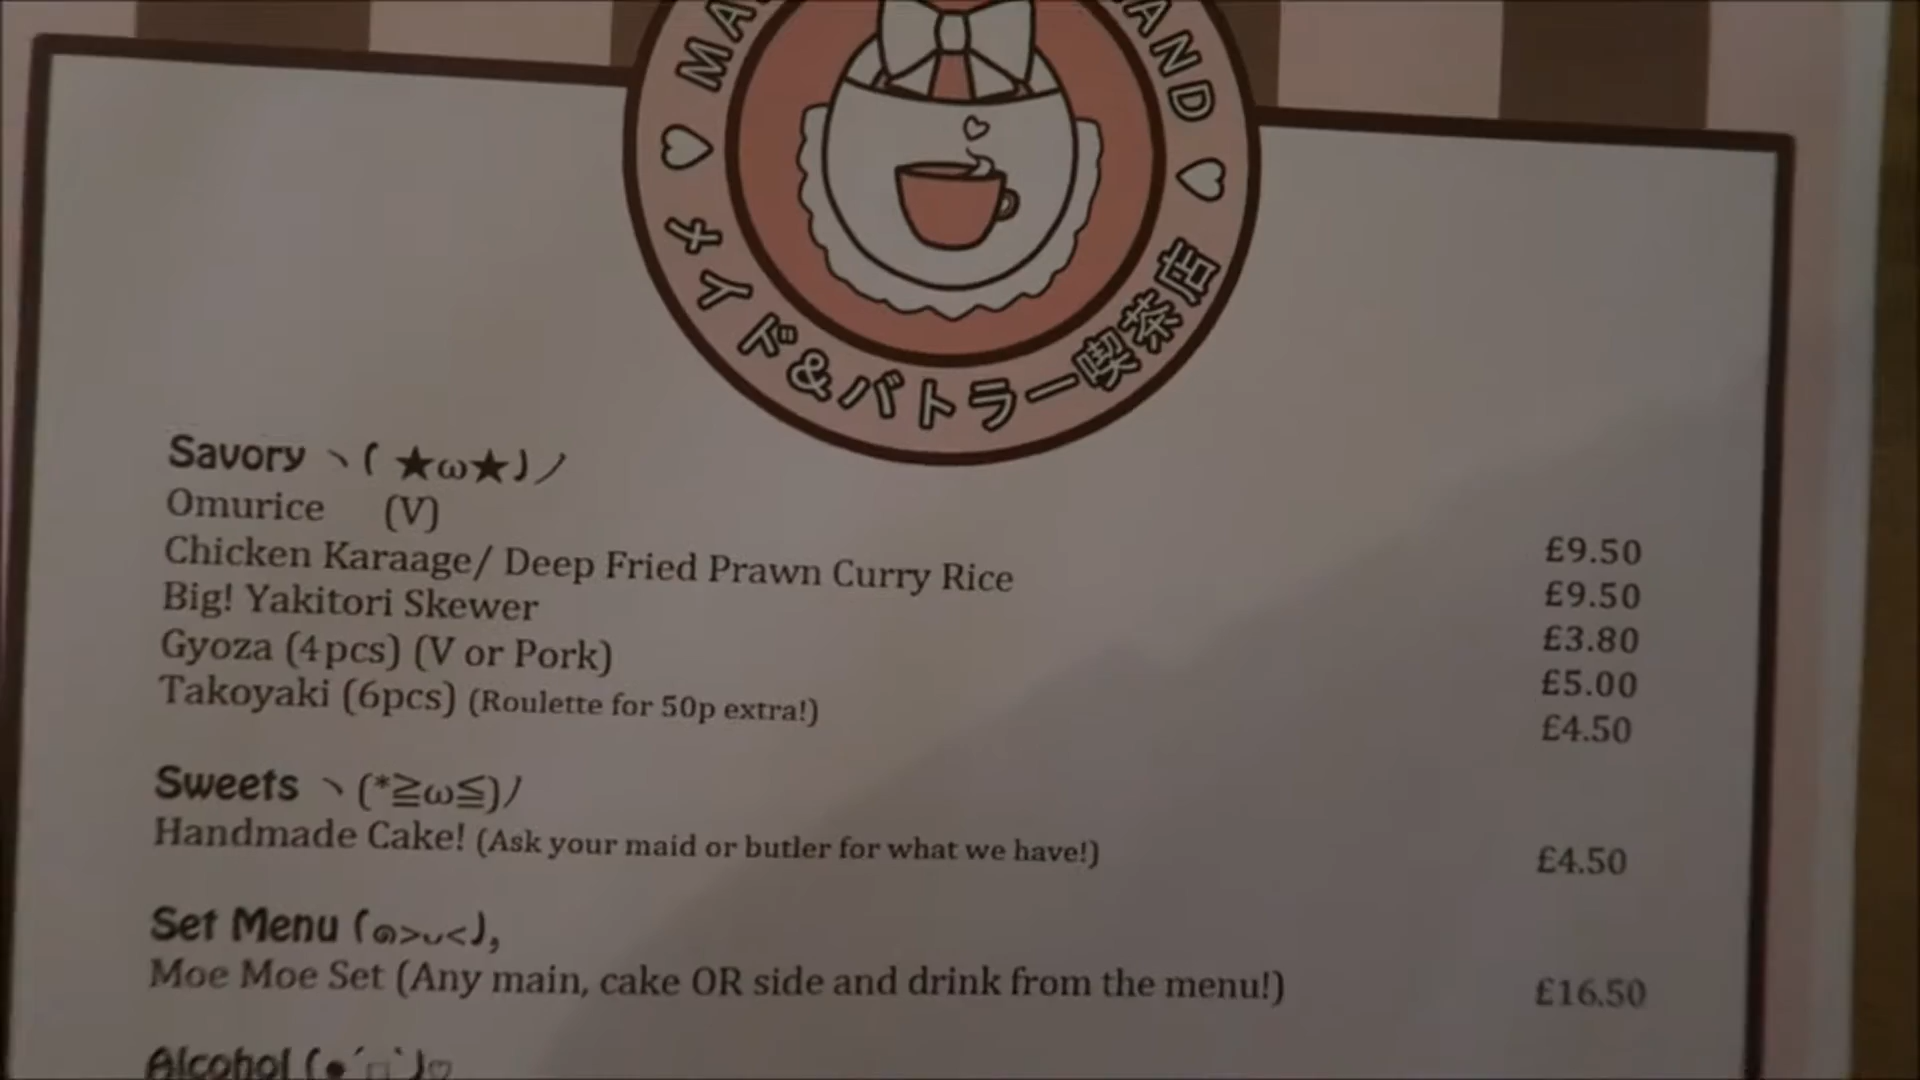 MA
AND
メイド&バトラー喫茶店
Savory ヽ( ★ω★)ノ
Omurice (V) £9.50
Chicken Karaage/ Deep Fried Prawn Curry Rice £9.50
Big! Yakitori Skewer £3.80
Gyoza (4pcs) (V or Pork) £5.00
Takoyaki (6pcs) (Roulette for 50p extra!) £4.50
Sweets ヽ(*≧ω≦)ノ
Handmade Cake! (Ask your maid or butler for what we have!) £4.50
Set Menu (๑>ᴗ<),
Moe Moe Set (Any main, cake OR side and drink from the menu!) £16.50
Alcohol (●´□`)♡